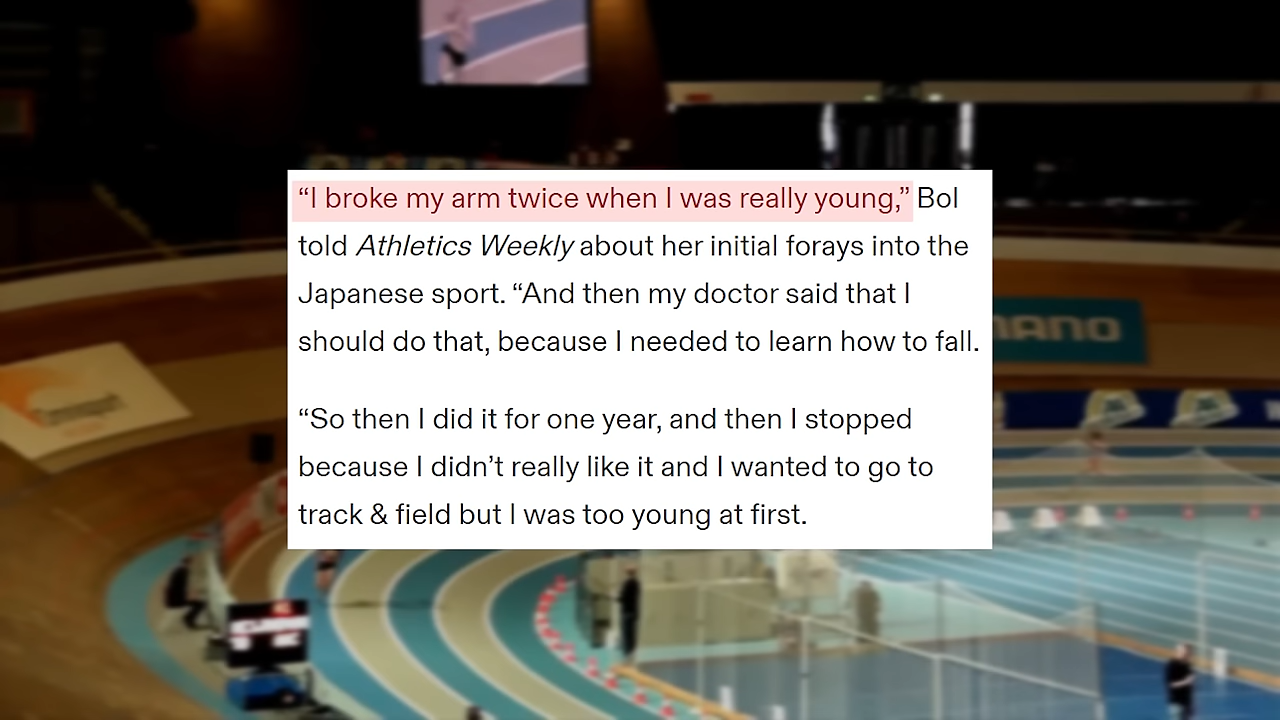 “I broke my arm twice when I was really young,” Bol
told Athletics Weekly about her initial forays into the
Japanese sport. “And then my doctor said that I
should do that, because I needed to learn how to fall.
“So then I did it for one year, and then I stopped
because I didn’t really like it and I wanted to go to
track & field but I was too young at first.
MANO